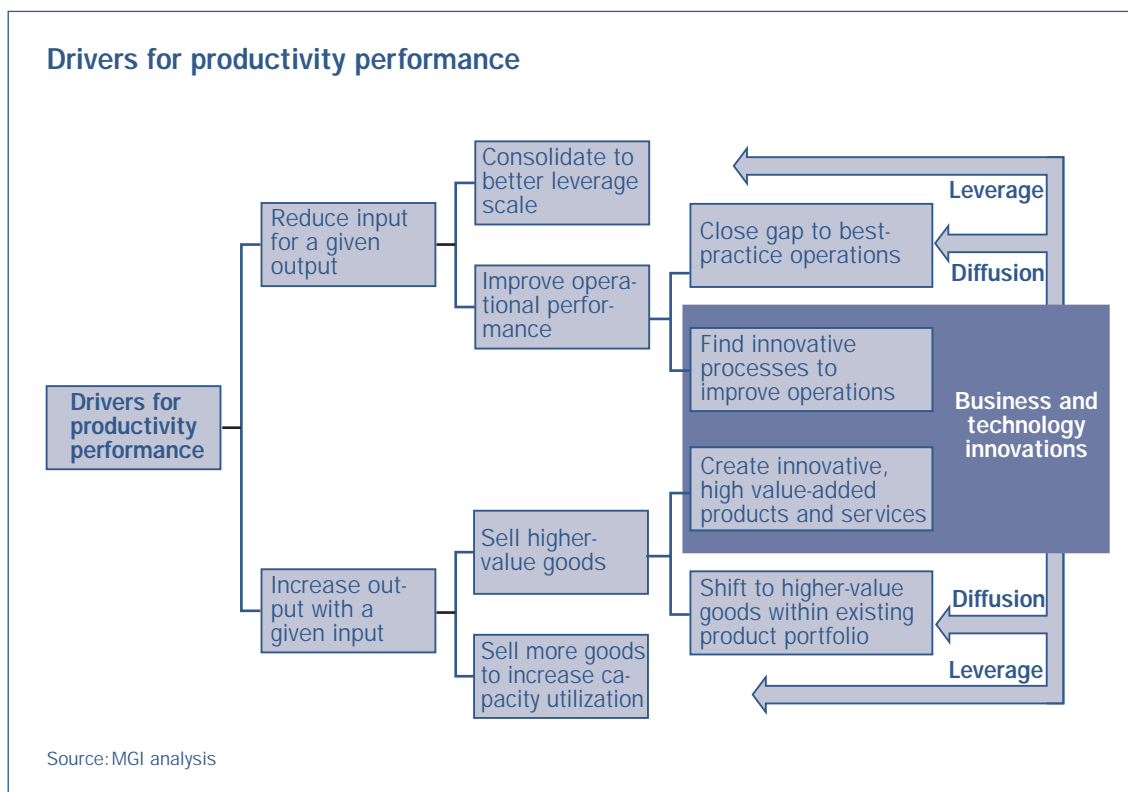 Drivers for productivity performance
Consolidate to
better leverage
scale
Leverage
Reduce input
for a given
output
Close gap to best-
practice operations
Diffusion
Improve opera-
tional perfor-
mance
Find innovative
processes to
improve operations
Drivers for
productivity
performance
Business and
technology
innovations
Create innovative,
high value-added
products and services
Sell higher-
value goods
Increase out-
put with a
given input
Shift to higher-value
goods within existing
product portfolio
Diffusion
Sell more goods
to increase ca-
pacity utilization
Leverage
Source: MGI analysis